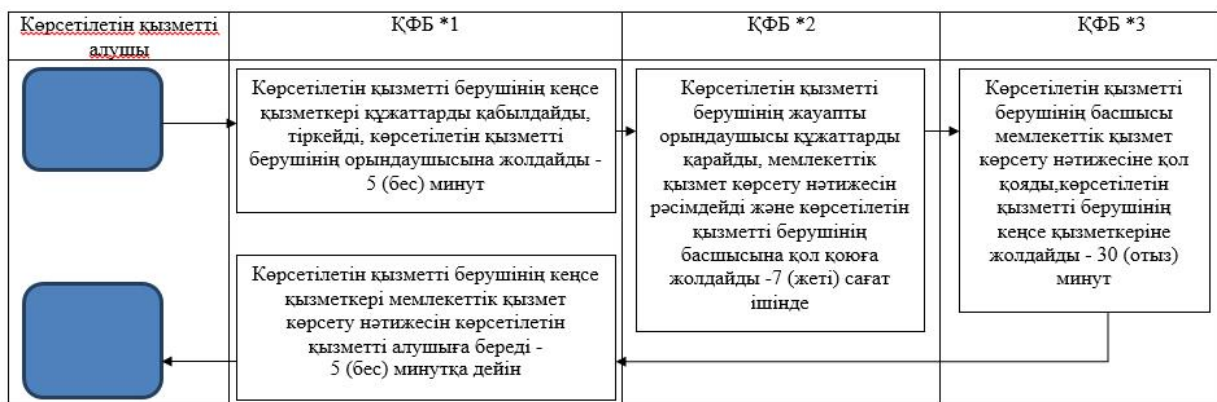 Көрсетілетін қызметті
алушы
ҚФБ *1
ҚФБ *2
ҚФБ *3
Көрсетілетін қызметті берушінің кеңсе
қызметкері құжаттарды қабылдайды,
тіркейді, көрсетілетін қызметті
берушінің орындаушысына жолдайды -
5 (бес) минут
Көрсетілетін қызметті
берушінің жауапты
орындаушысы құжаттарды
қарайды, мемлекеттік
қызмет көрсету нәтижесін
рәсімдейді және көрсетілетін
қызметті берушінің
басшысына қол қоюға
жолдайды -7 (жеті) сағат
ішінде
Көрсетілетін қызметті
берушінің басшысы
мемлекеттік қызмет
көрсету нәтижесіне қол
қояды,көрсетілетін
қызметті берушінің
кеңсе қызметкеріне
жолдайды - 30 (отыз)
минут
Көрсетілетін қызметті берушінің кеңсе
қызметкері мемлекеттік қызмет
көрсету нәтижесін көрсетілетін
қызметті алушыға береді -
5 (бес) минутқа дейін